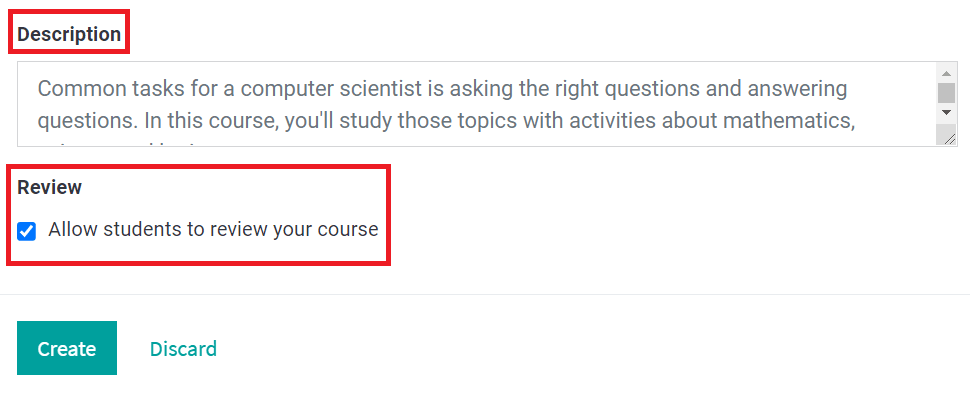 Description
Common tasks for a computer scientist is asking the right questions and answering
questions. In this course, you'll study those topics with activities about mathematics,
Review
Allow students to review your course
Create
Discard